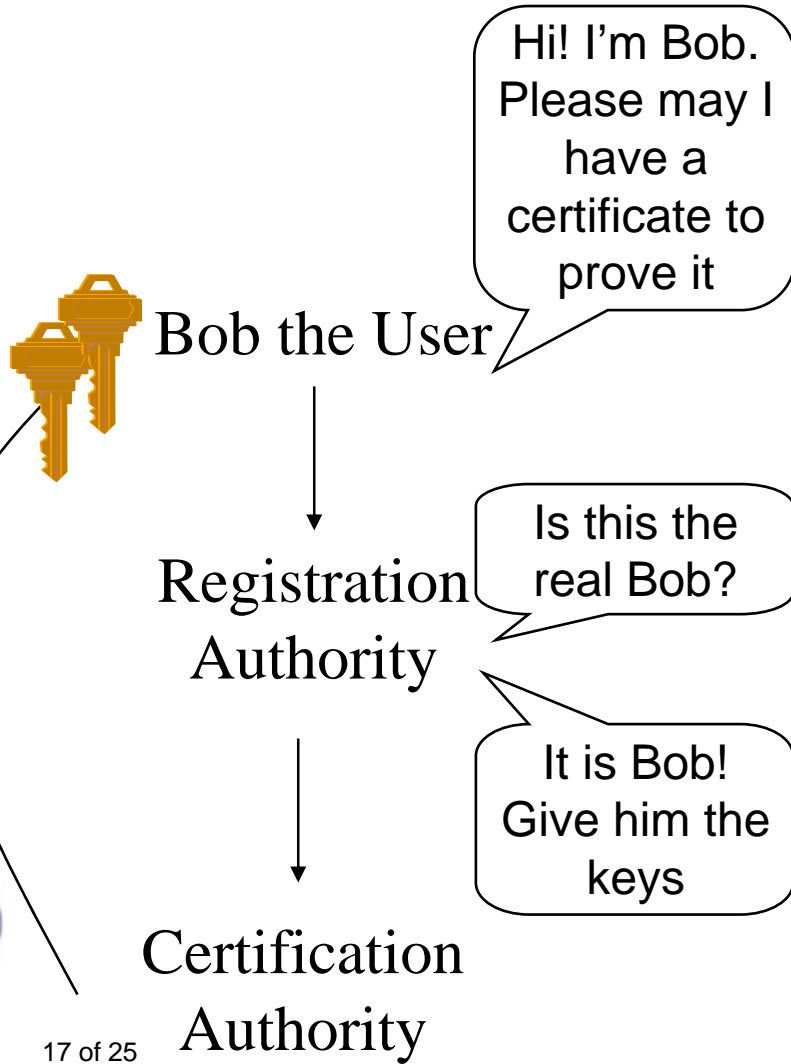 Hi! I’m Bob.
Please may I
have a
certificate to
prove it
Bob the User
Is this the
real Bob?
Registration
Authority
It is Bob!
Give him the
keys
Certification
Authority
17 of 25